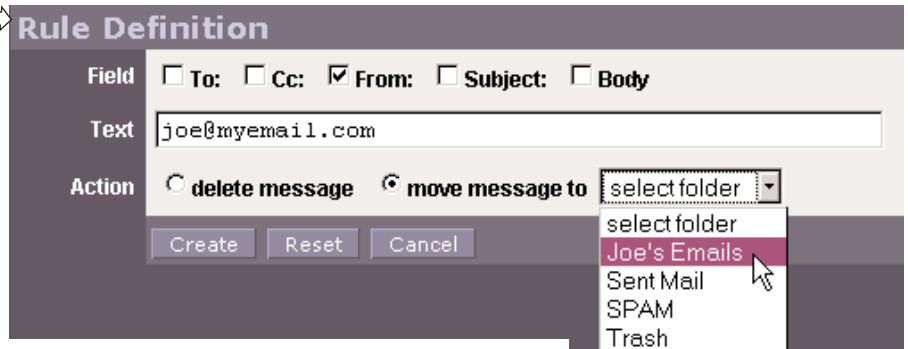 Rule Definition
Field To: Cc: From: Subject: Body
Text joe@myemail.com
Action delete message move message to select folder
Create Reset Cancel
select folder
Joe's Emails
Sent Mail
SPAM
Trash